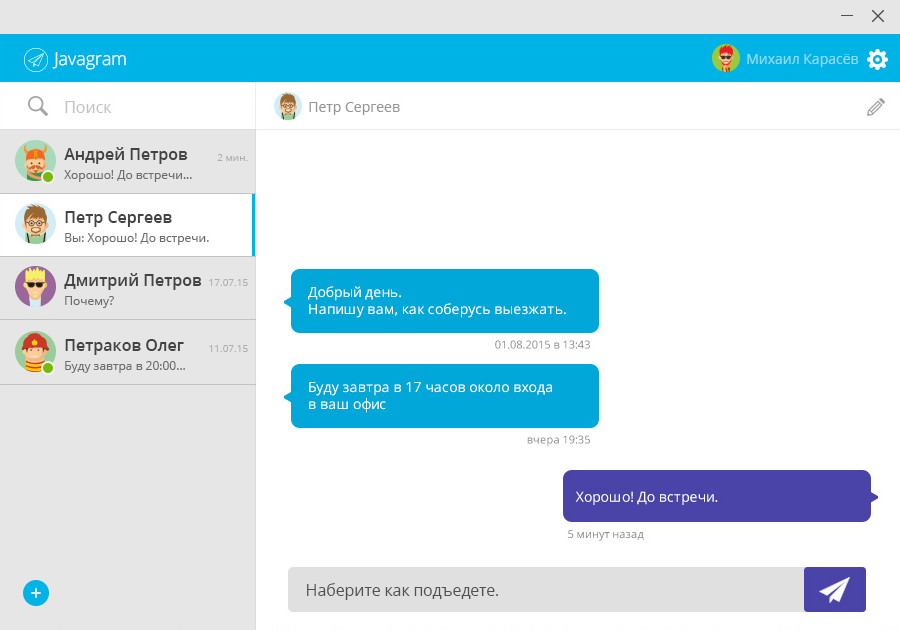 Javagram
Михаил Карасёв
Поиск
Петр Сергеев
Андрей Петров
2 мин.
Хорошо! До встречи...
Петр Сергеев
Вы: Хорошо! До встречи.
Дмитрий Петров
17.07.15
Почему?
Петраков Олег
11.07.15
Буду завтра в 20:00...
Добрый день.
Напишу вам, как соберусь выезжать.
01.08.2015 в 13:43
Буду завтра в 17 часов около входа
в ваш офис
вчера 19:35
Хорошо! До встречи.
5 минут назад
Наберите как подъедете.